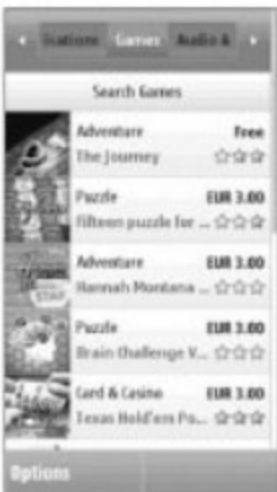 ications Games Audio &
Search Games
Adventure Free
The Journey
Puzzle EUR 3.00
Fifteen puzzle for ...
Adventure EUR 3.00
Hannah Montana ...
Puzzle EUR 3.00
Brain Challenge V...
Card & Casino EUR 3.00
Texas Hold'em Po...
Options